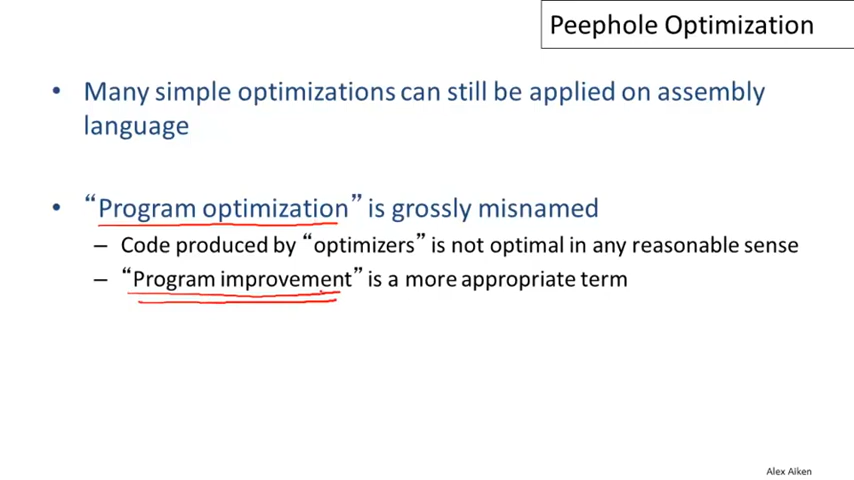 Peephole Optimization
• Many simple optimizations can still be applied on assembly
language
• “Program optimization” is grossly misnamed
– Code produced by “optimizers” is not optimal in any reasonable sense
– “Program improvement” is a more appropriate term
Alex Aiken